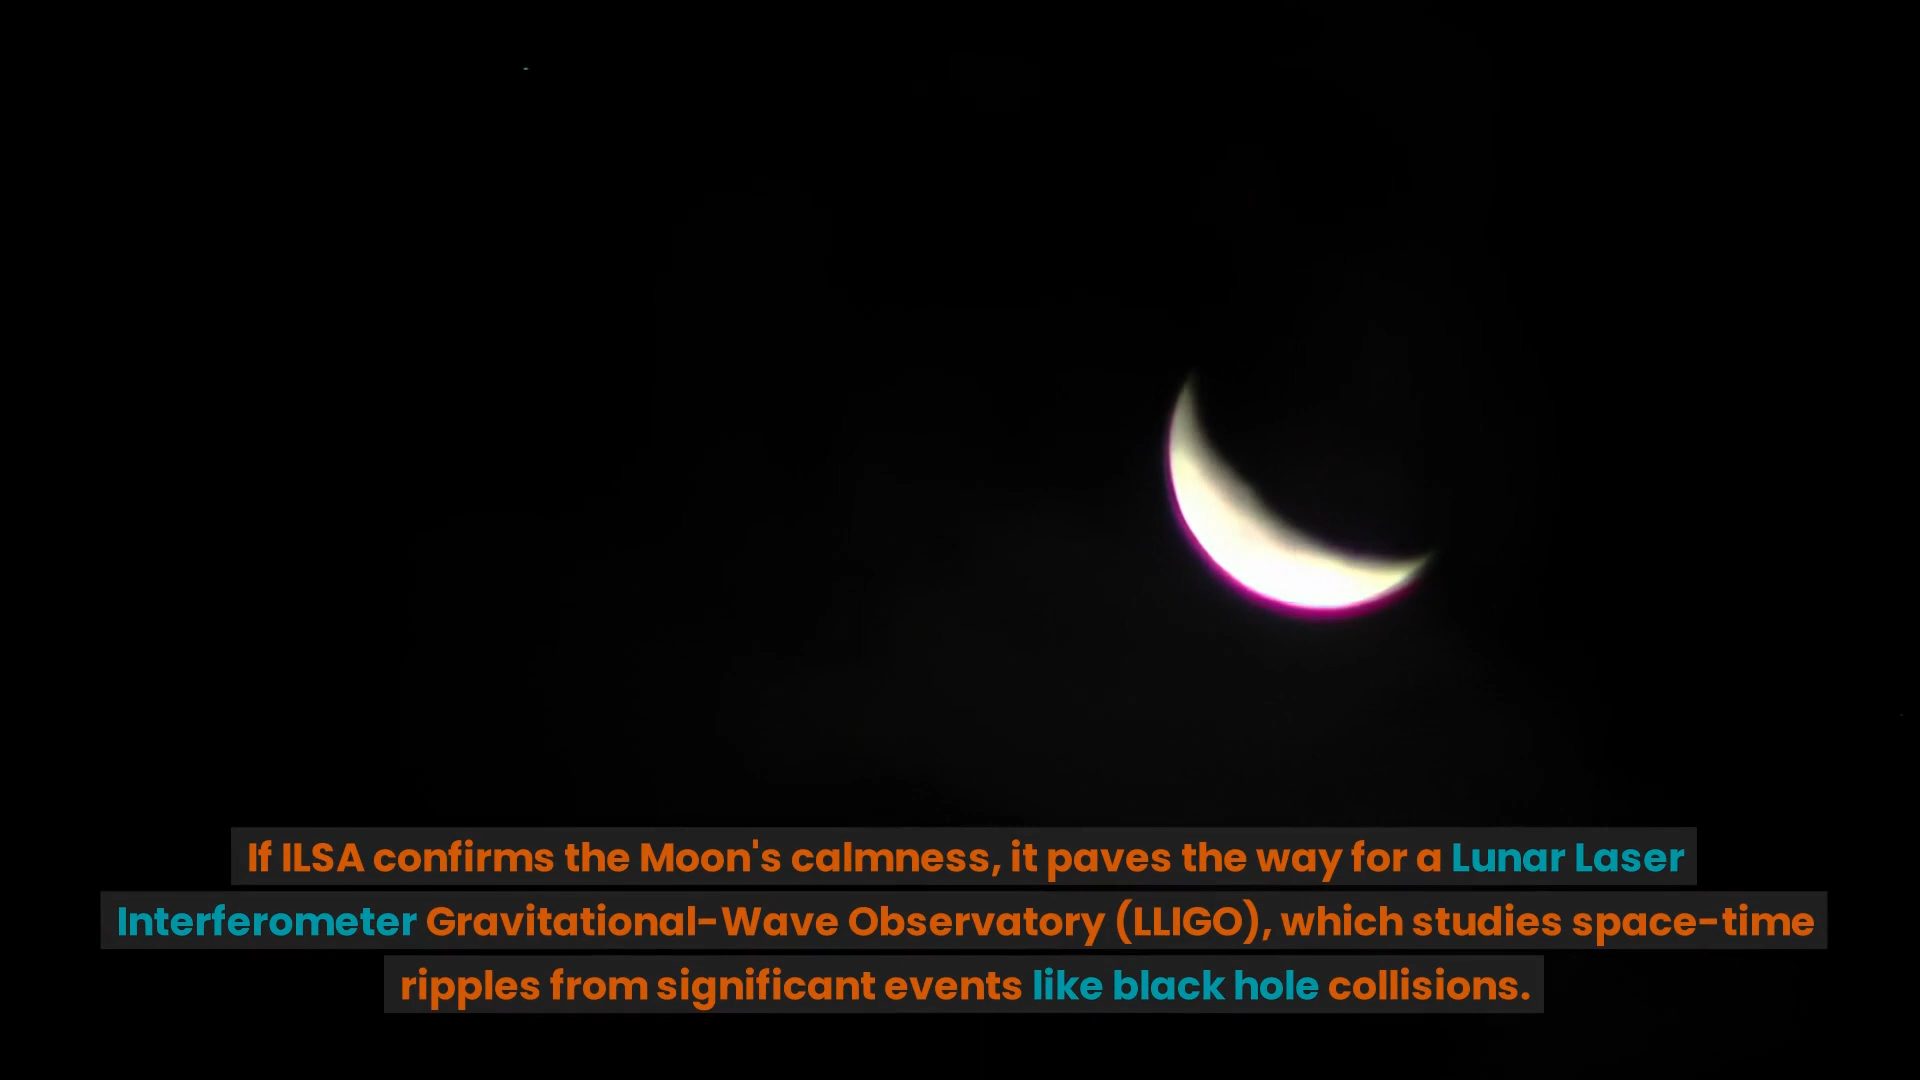 If ILSA confirms the Moon's calmness, it paves the way for a Lunar Laser
Interferometer Gravitational-Wave Observatory (LLIGO), which studies space-time
ripples from significant events like black hole collisions.